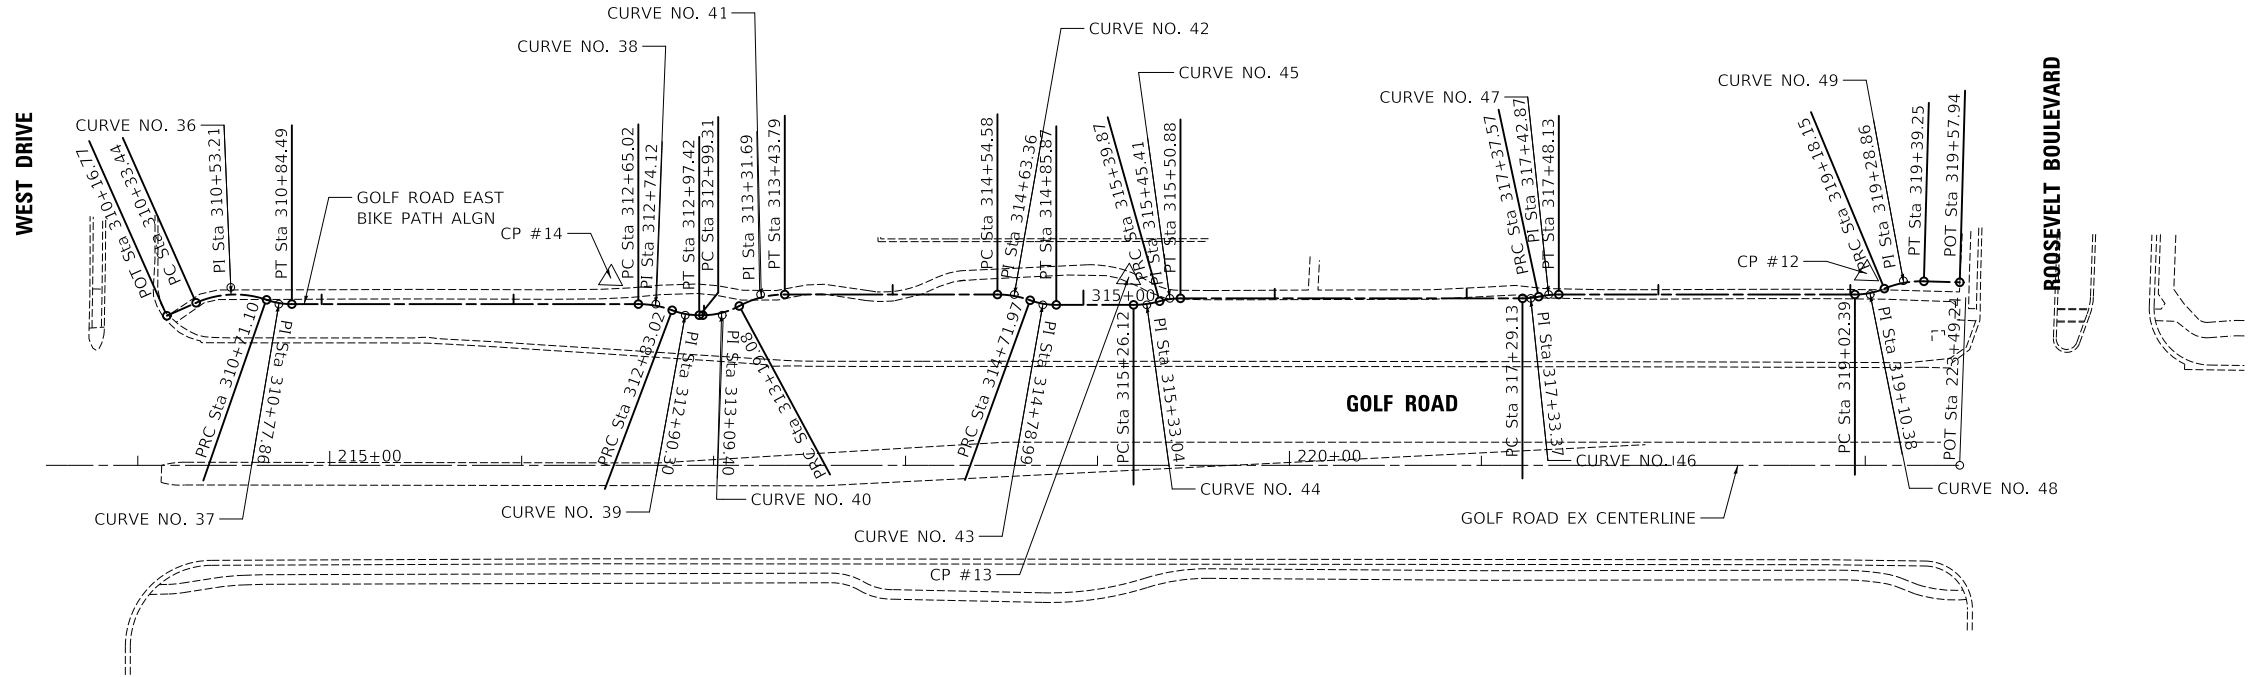 CURVE NO. 41
CURVE NO. 42
CURVE NO. 38
CURVE NO. 45
CURVE NO. 49
CURVE NO. 47
CURVE NO. 36
WEST DRIVE
ROOSEVELT BOULEVARD
POT Sta 310+16.77
PC Sta 310+33.44
PI Sta 310+53.21
PT Sta 310+84.49
GOLF ROAD EAST
BIKE PATH ALGN
CP #14
PC Sta 312+65.02
PI Sta 312+74.12
PT Sta 312+97.42
PC Sta 312+99.31
PI Sta 313+31.69
PT Sta 313+43.79
PC Sta 314+54.58
PI Sta 314+63.36
PT Sta 314+85.87
PRC Sta 315+39.87
PI Sta 315+45.41
PT Sta 315+50.88
PRC Sta 317+37.57
PI Sta 317+42.87
PT Sta 317+48.13
CP #12
PRC Sta 319+18.15
PI Sta 319+28.86
PT Sta 319+39.25
POT Sta 319+57.94
315+00
PRC Sta 310+71.10
PI Sta 310+77.86
PRC Sta 312+83.02
PI Sta 312+90.30
PI Sta 313+09.40
PRC Sta 313+19.08
PRC Sta 314+71.97
PI Sta 314+78.99
PC Sta 315+26.12
PI Sta 315+33.04
PC Sta 317+29.13
PI Sta 317+33.37
PC Sta 319+02.39
PI Sta 319+10.38
POT Sta 223+49.24
GOLF ROAD
215+00
220+00
CURVE NO. 46
CURVE NO. 44
CURVE NO. 48
CURVE NO. 40
CURVE NO. 39
CURVE NO. 37
GOLF ROAD EX CENTERLINE
CURVE NO. 43
CP #13